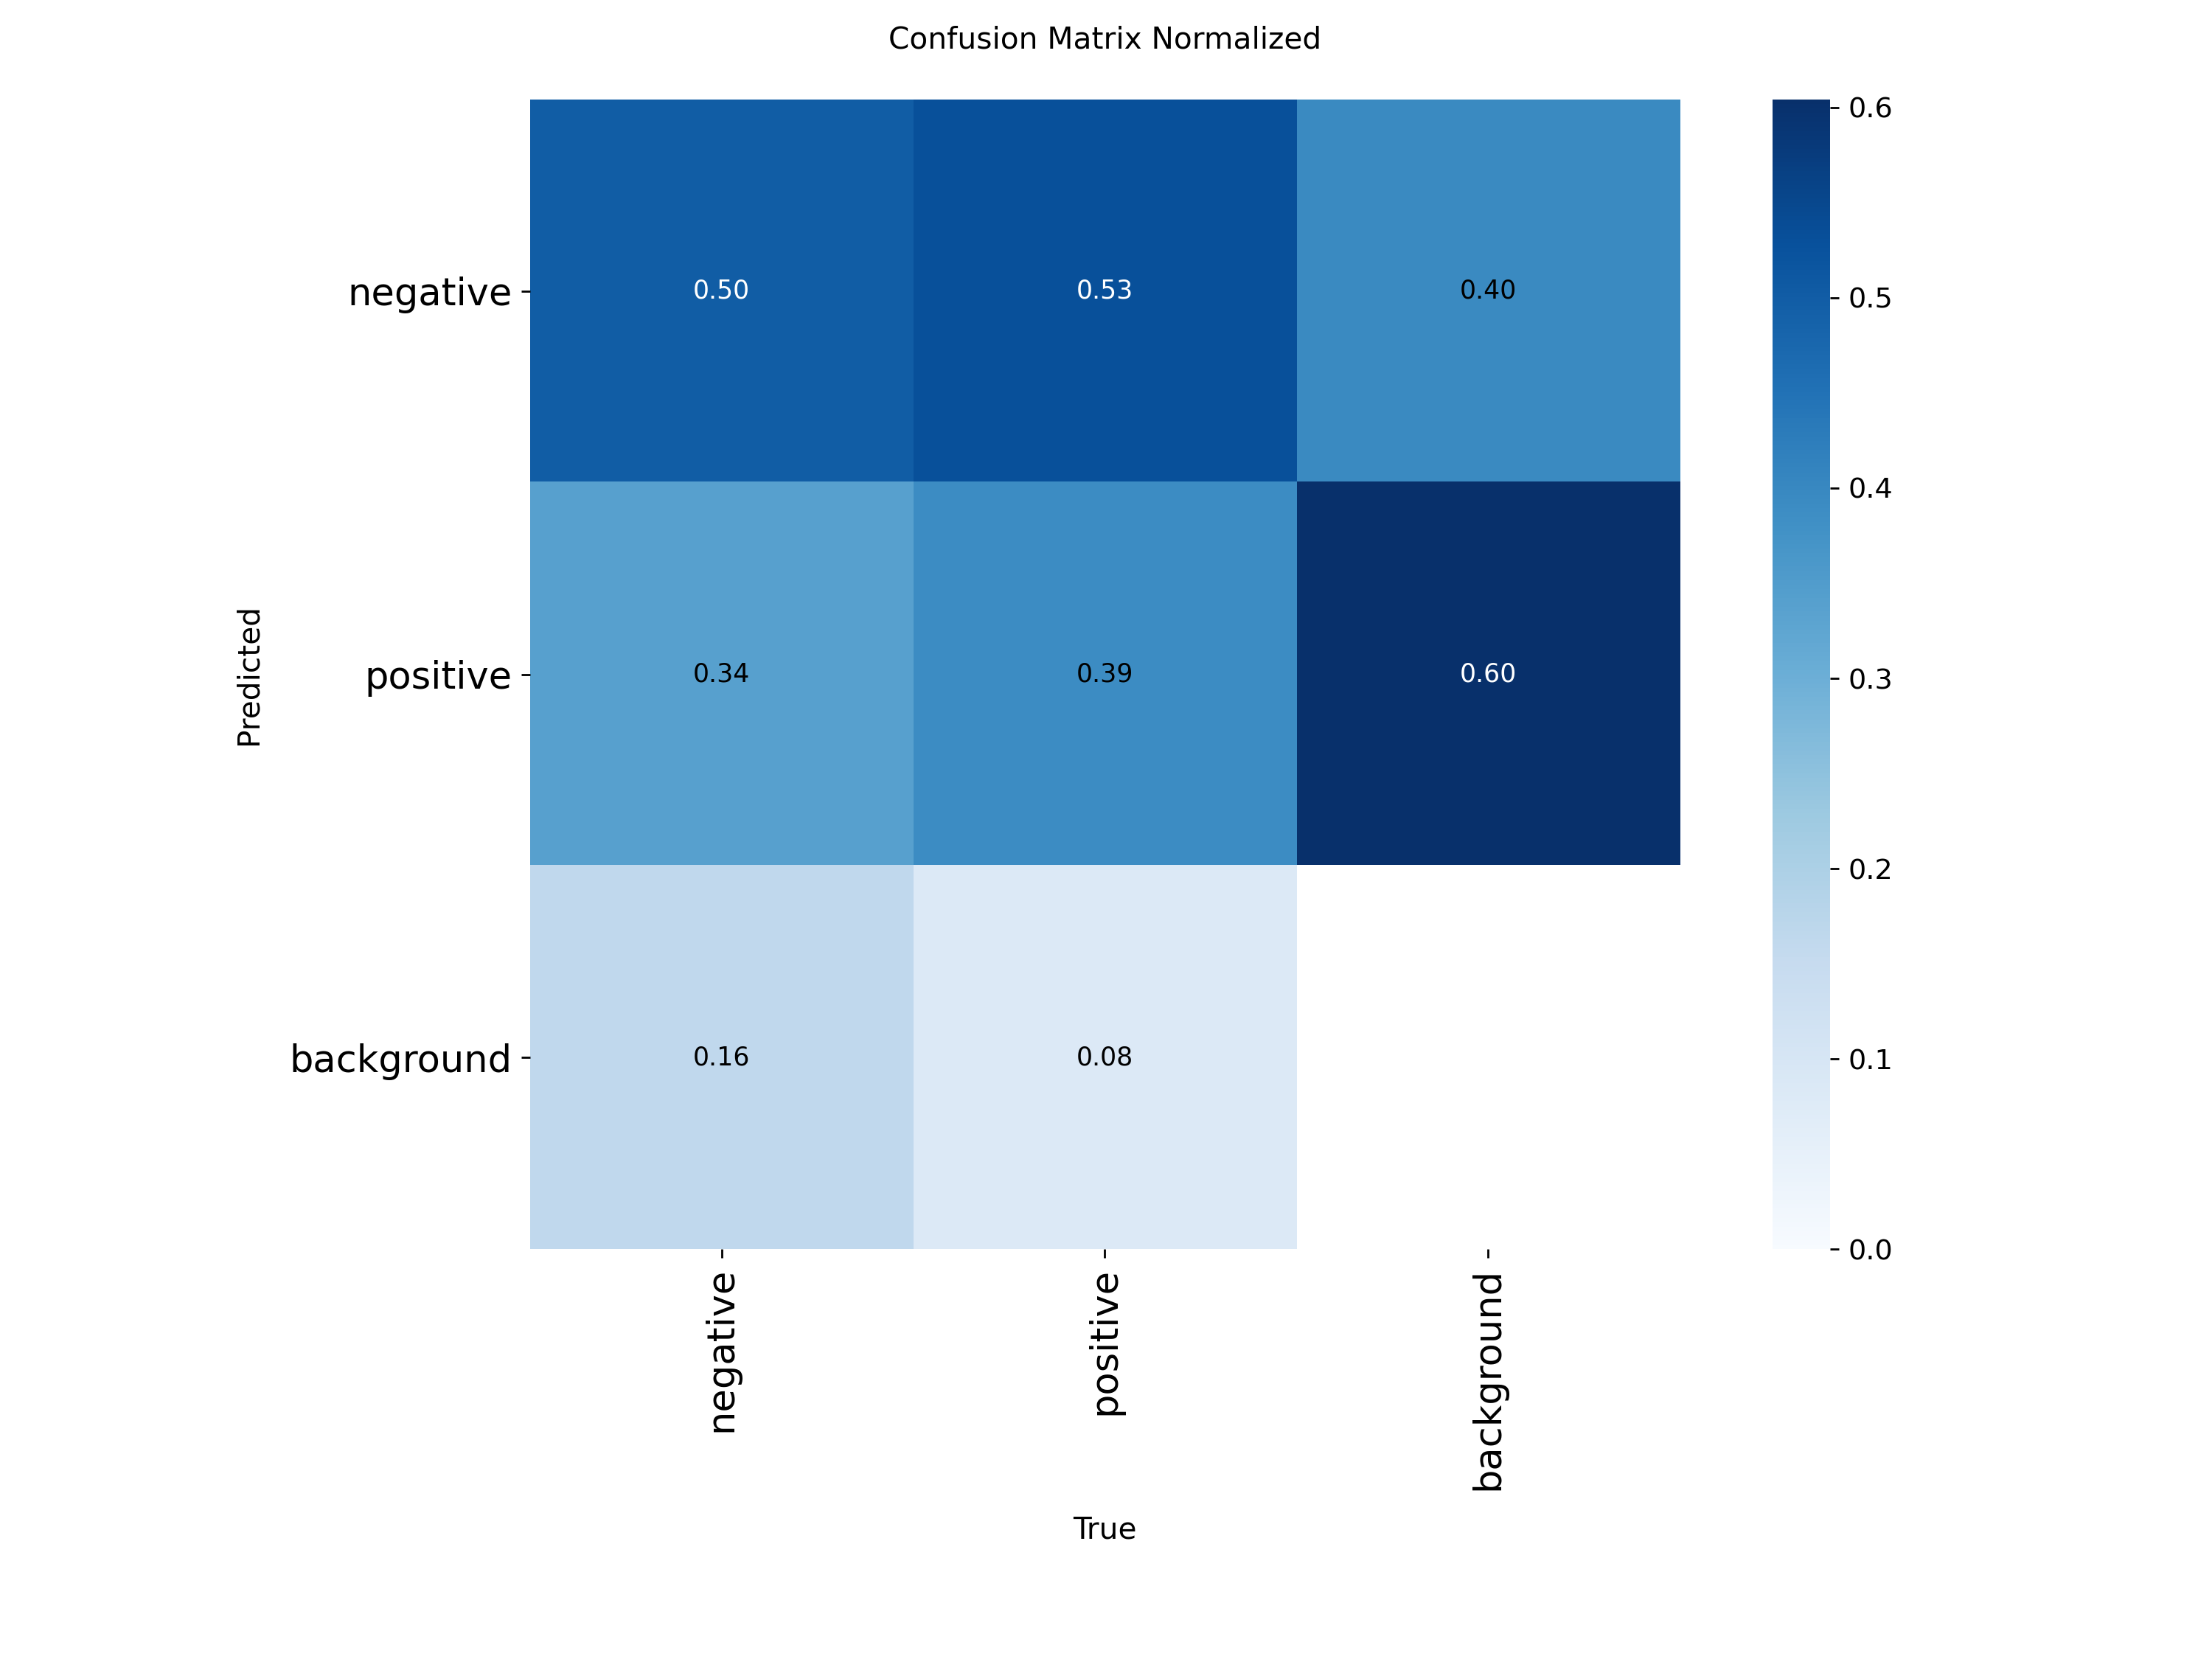 Confusion Matrix Normalized
negative
0.50
0.53
0.40
positive
0.34
0.39
0.60
background
0.16
0.08
negative
positive
background
Predicted
True
0.6
0.5
0.4
0.3
0.2
0.1
0.0